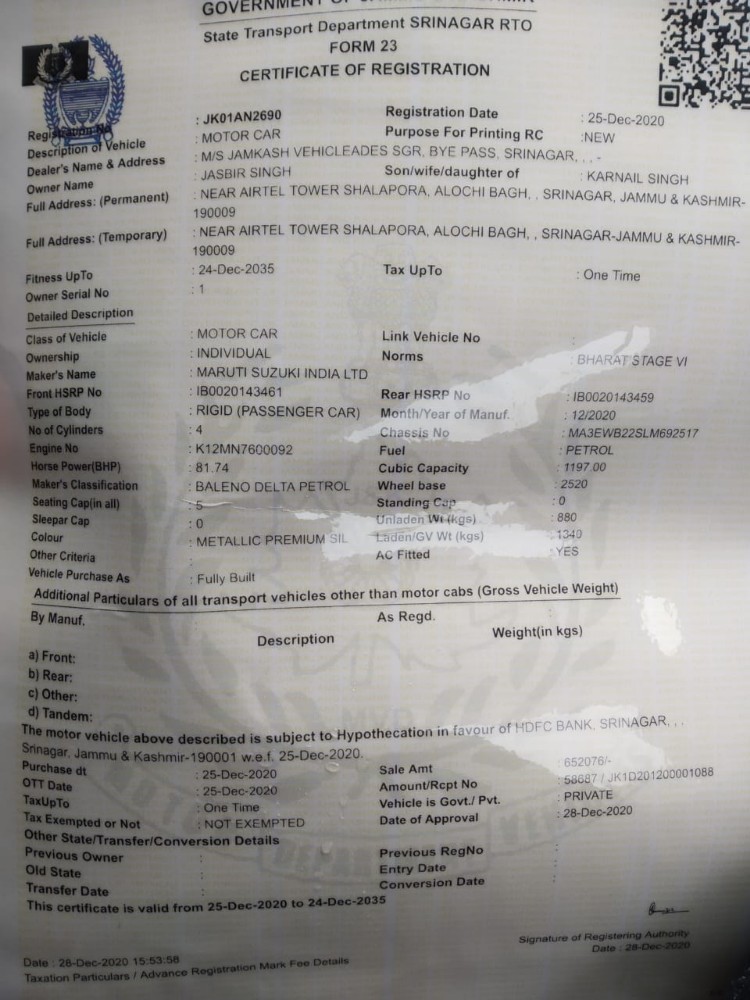 GOVERNMENT OF JAMMU
State Transport Department SRINAGAR RTO
FORM 23
CERTIFICATE OF REGISTRATION
Registration No : JK01AN2690 Registration Date : 25-Dec-2020
Description of Vehicle : MOTOR CAR Purpose For Printing RC :NEW
Dealer's Name & Address : M/S JAMKASH VEHICLEADES SGR, BYE PASS, SRINAGAR, , , -
Owner Name : JASBIR SINGH Son/wife/daughter of : KARNAIL SINGH
Full Address: (Permanent) : NEAR AIRTEL TOWER SHALAPORA, ALOCHI BAGH, , SRINAGAR, JAMMU & KASHMIR-
190009
Full Address: (Temporary) : NEAR AIRTEL TOWER SHALAPORA, ALOCHI BAGH, , SRINAGAR-JAMMU & KASHMIR-
190009
Fitness UpTo : 24-Dec-2035 Tax UpTo : One Time
Owner Serial No : 1
Detailed Description
Class of Vehicle : MOTOR CAR Link Vehicle No :
Ownership : INDIVIDUAL Norms : BHARAT STAGE VI
Maker's Name : MARUTI SUZUKI INDIA LTD
Front HSRP No : IB0020143461 Rear HSRP No : IB0020143459
Type of Body : RIGID (PASSENGER CAR) Month/Year of Manuf. : 12/2020
No of Cylinders : 4 Chassis No : MA3EWB22SLM692517
Engine No : K12MN7600092 Fuel : PETROL
Horse Power(BHP) : 81.74 Cubic Capacity : 1197.00
Maker's Classification : BALENO DELTA PETROL Wheel base : 2520
Seating Cap(in all) : 5 Standing Cap : 0
Sleepar Cap : 0 Unladen Wt (kgs) : 880
Colour : METALLIC PREMIUM SIL Laden/GV Wt (kgs) : 1340
Other Criteria : AC Fitted : YES
Vehicle Purchase As : Fully Built
Additional Particulars of all transport vehicles other than motor cabs (Gross Vehicle Weight)
By Manuf. As Regd.
Description Weight(in kgs)
a) Front:
b) Rear:
c) Other:
d) Tandem:
The motor vehicle above described is subject to Hypothecation in favour of HDFC BANK, SRINAGAR, , ,
Srinagar, Jammu & Kashmir-190001 w.e.f. 25-Dec-2020.
Purchase dt : 25-Dec-2020 Sale Amt : 652076/-
OTT Date : 25-Dec-2020 Amount/Rcpt No : 58687 / JK1D201200001088
TaxUpTo : One Time Vehicle is Govt./ Pvt. : PRIVATE
Tax Exempted or Not : NOT EXEMPTED Date of Approval : 28-Dec-2020
Other State/Transfer/Conversion Details
Previous Owner : Previous RegNo :
Old State : Entry Date :
Transfer Date : Conversion Date :
This certificate is valid from 25-Dec-2020 to 24-Dec-2035
Signature of Registering Authority
Date : 28-Dec-2020
Date : 28-Dec-2020 15:53:58
Taxation Particulars / Advance Registration Mark Fee Details